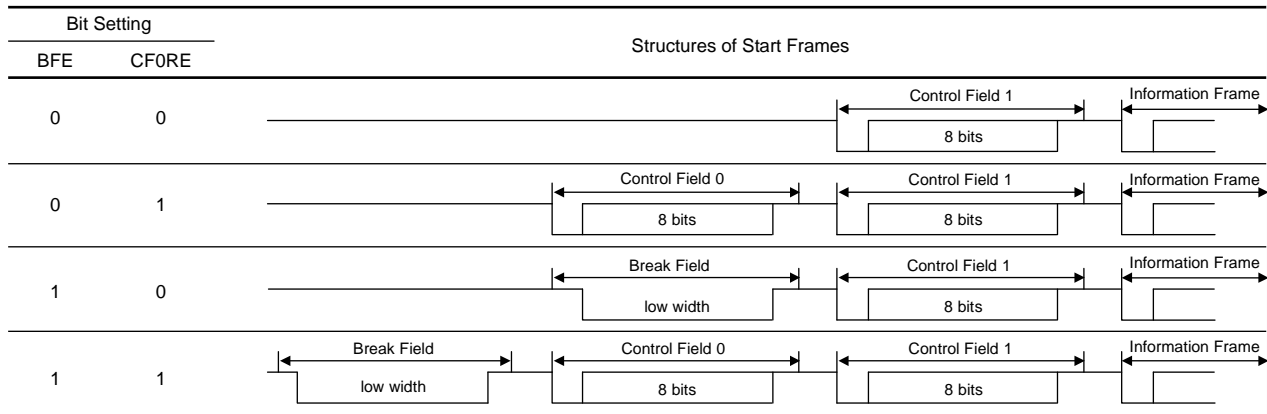 Bit Setting
Structures of Start Frames
BFE CF0RE
0 0 Control Field 1 Information Frame
8 bits
0 1 Control Field 0 Control Field 1 Information Frame
8 bits 8 bits
1 0 Break Field Control Field 1 Information Frame
low width 8 bits
1 1 Break Field Control Field 0 Control Field 1 Information Frame
low width 8 bits 8 bits